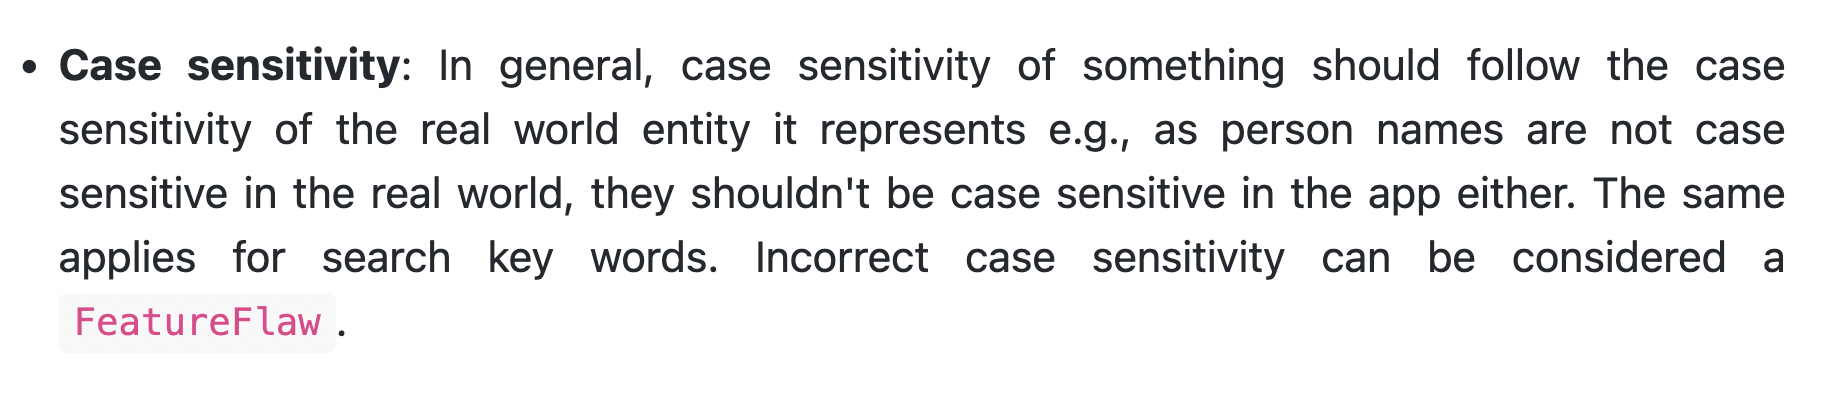 • Case sensitivity: In general, case sensitivity of something should follow the case
sensitivity of the real world entity it represents e.g., as person names are not case
sensitive in the real world, they shouldn't be case sensitive in the app either. The same
applies for search key words. Incorrect case sensitivity can be considered a
FeatureFlaw.